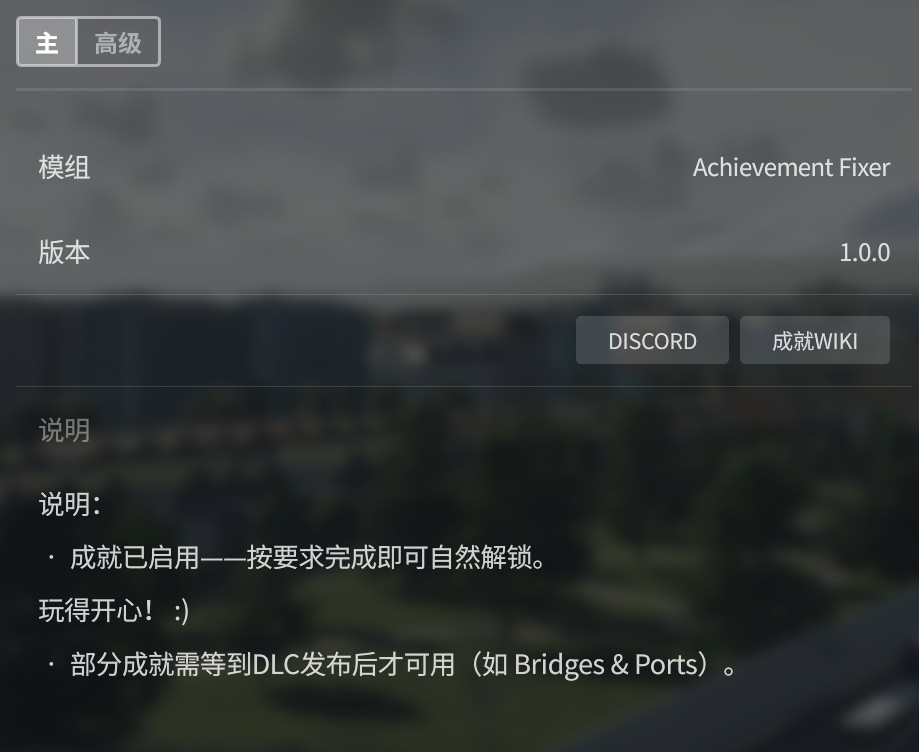 主 高级
模组 Achievement Fixer
版本 1.0.0
DISCORD 成就WIKI
说明
说明：
· 成就已启用——按要求完成即可自然解锁。
玩得开心！ :)
· 部分成就需等到DLC发布后才可用（如 Bridges & Ports）。